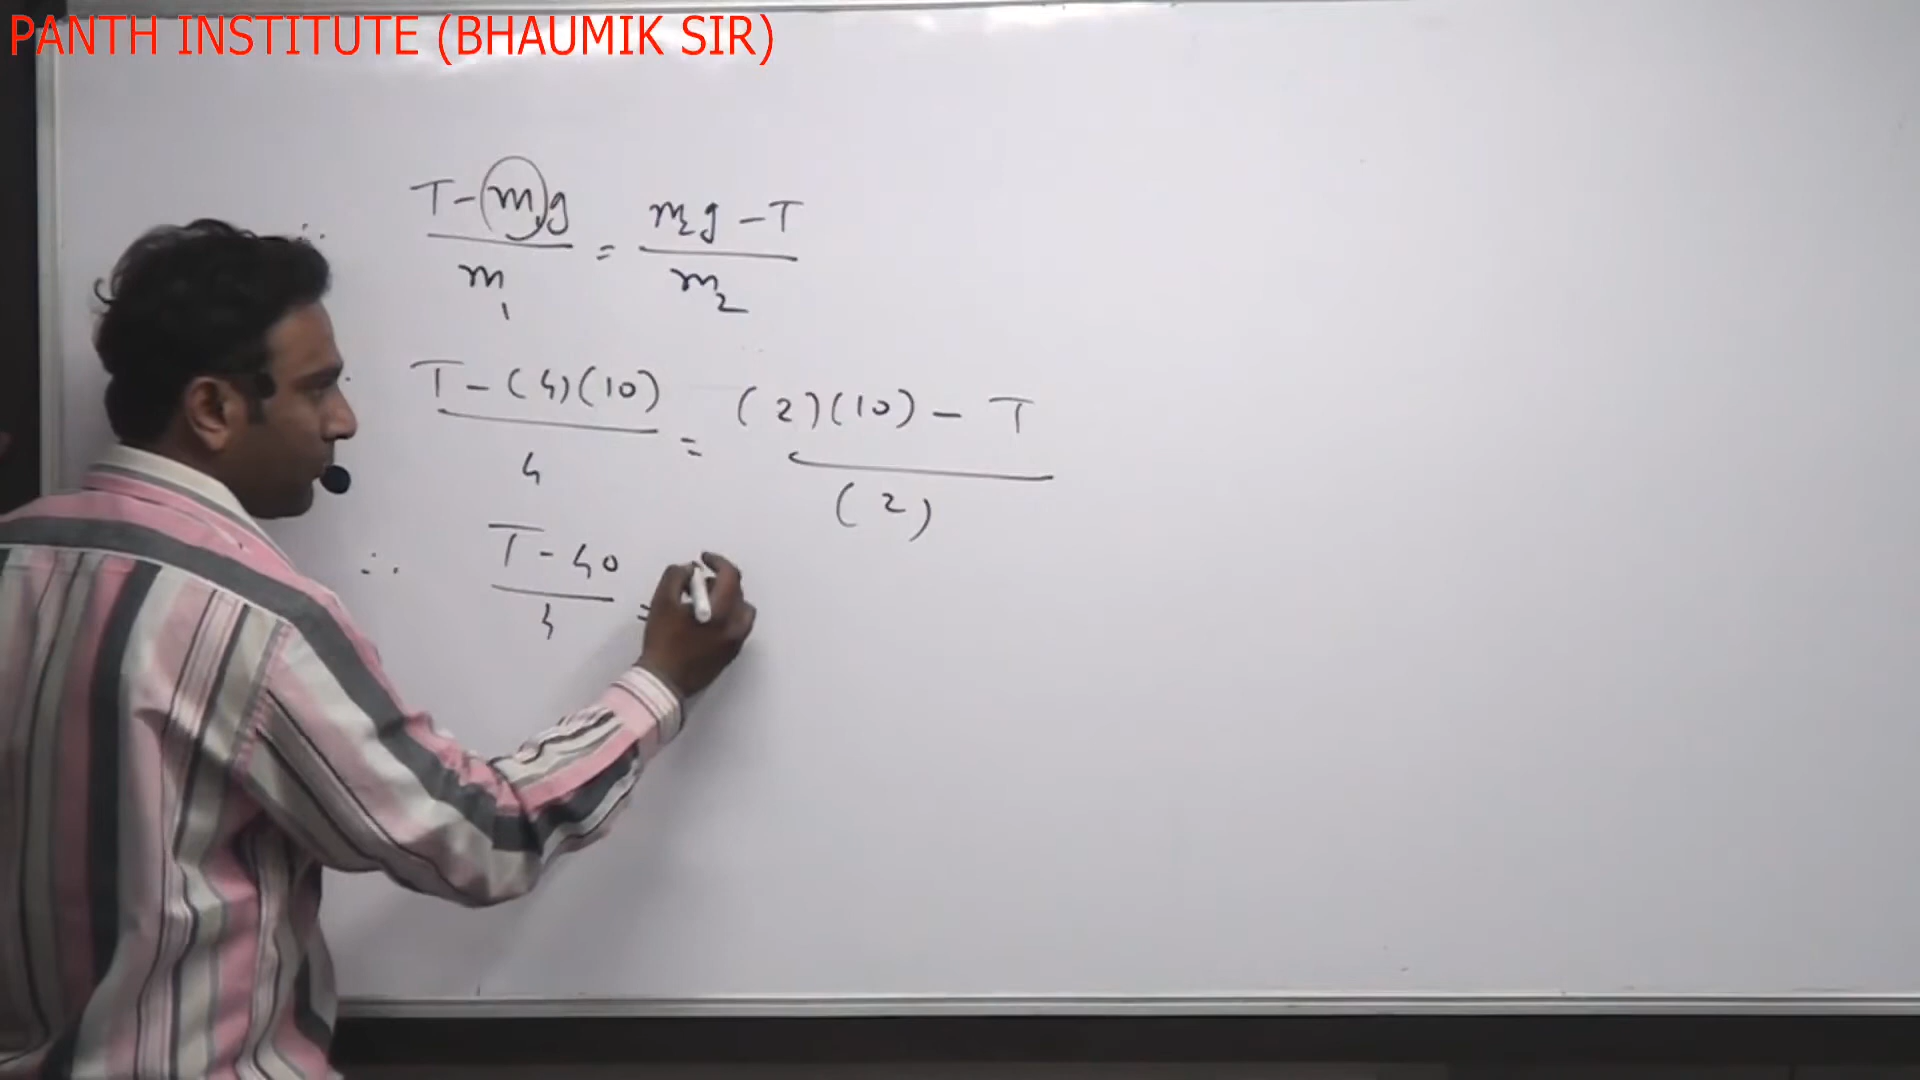 PANTH INSTITUTE (BHAUMIK SIR)
∴ (T - m₁g)/m₁ = (m₂g - T)/m₂
∴ (T - (4)(10))/4 = ((2)(10) - T)/(2)
∴ (T - 40)/4 =